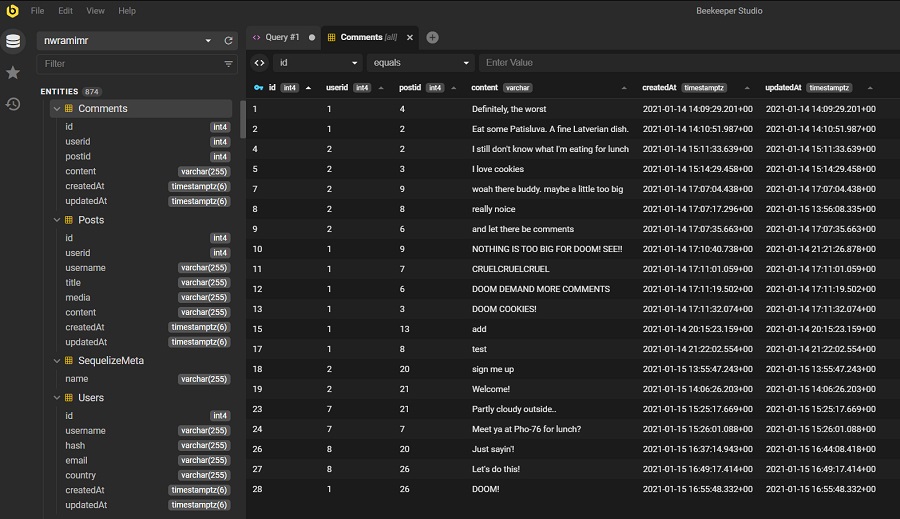 File Edit View Help Beekeeper Studio
nwramlmr
Filter
ENTITIES 874
Comments
id int4
userid int4
postid int4
content varchar(255)
createdAt timestamptz(6)
updatedAt timestamptz(6)
Posts
id int4
userid int4
username varchar(255)
title varchar(255)
media varchar(255)
content varchar(255)
createdAt timestamptz(6)
updatedAt timestamptz(6)
SequelizeMeta
name varchar(255)
Users
id int4
username varchar(255)
hash varchar(255)
email varchar(255)
country varchar(255)
createdAt timestamptz(6)
updatedAt timestamptz(6)
Query #1 Comments [all]
id equals Enter Value
id int4 userid int4 postid int4 content varchar createdAt timestamptz updatedAt timestamptz
1 1 4 Definitely, the worst 2021-01-14 14:09:29.201+00 2021-01-14 14:09:29.201+00
2 1 2 Eat some Patisluva. A fine Latverian dish. 2021-01-14 14:10:51.987+00 2021-01-14 14:10:51.987+00
4 2 2 I still don't know what I'm eating for lunch 2021-01-14 15:11:33.639+00 2021-01-14 15:11:33.639+00
5 2 3 I love cookies 2021-01-14 15:14:29.458+00 2021-01-14 15:14:29.458+00
7 2 9 woah there buddy. maybe a little too big 2021-01-14 17:07:04.438+00 2021-01-14 17:07:04.438+00
8 2 8 really noice 2021-01-14 17:07:17.296+00 2021-01-15 13:56:08.335+00
9 2 6 and let there be comments 2021-01-14 17:07:35.663+00 2021-01-14 17:07:35.663+00
10 1 9 NOTHING IS TOO BIG FOR DOOM! SEE!! 2021-01-14 17:10:40.738+00 2021-01-14 21:21:26.878+00
11 1 7 CRUELCRUELCRUEL 2021-01-14 17:11:01.059+00 2021-01-14 17:11:01.059+00
12 1 6 DOOM DEMAND MORE COMMENTS 2021-01-14 17:11:19.502+00 2021-01-14 17:11:19.502+00
13 1 3 DOOM COOKIES! 2021-01-14 17:11:32.074+00 2021-01-14 17:11:32.074+00
15 1 13 add 2021-01-14 20:15:23.159+00 2021-01-14 20:15:23.159+00
17 1 8 test 2021-01-14 21:22:02.554+00 2021-01-14 21:22:02.554+00
18 2 20 sign me up 2021-01-15 13:55:47.243+00 2021-01-15 13:55:47.243+00
19 2 21 Welcome! 2021-01-15 14:06:26.203+00 2021-01-15 14:06:26.203+00
23 7 21 Partly cloudy outside.. 2021-01-15 15:25:17.669+00 2021-01-15 15:25:17.669+00
24 7 7 Meet ya at Pho-76 for lunch? 2021-01-15 15:26:01.088+00 2021-01-15 15:26:01.088+00
26 8 20 Just sayin'! 2021-01-15 16:37:14.943+00 2021-01-15 16:44:08.418+00
27 8 26 Let's do this! 2021-01-15 16:49:17.414+00 2021-01-15 16:49:17.414+00
28 1 26 DOOM! 2021-01-15 16:55:48.332+00 2021-01-15 16:55:48.332+00